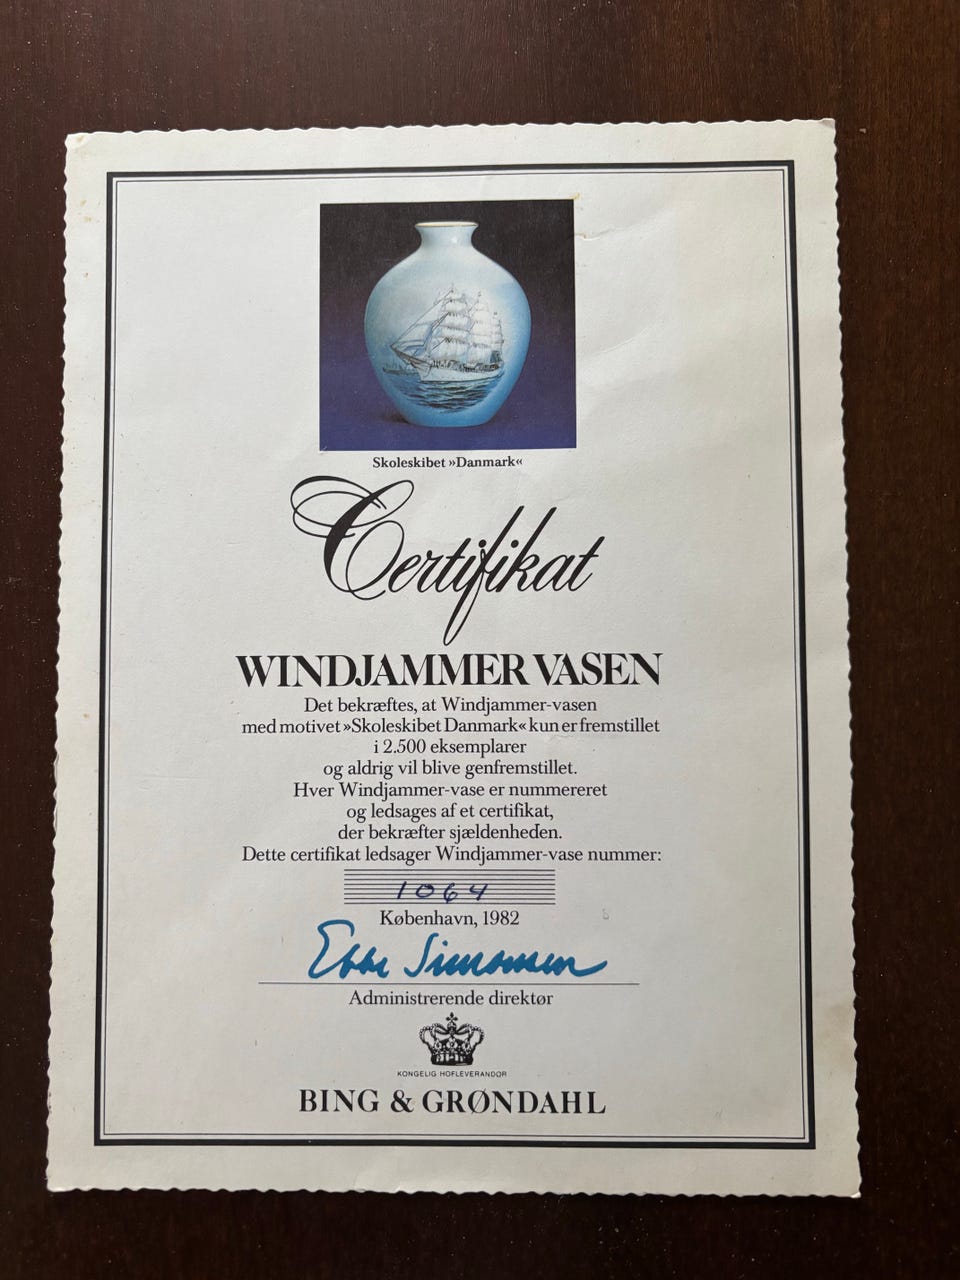 Skoleskibet »Danmark«
Certifikat
WINDJAMMER VASEN
Det bekræftes, at Windjammer-vasen
med motivet »Skoleskibet Danmark« kun er fremstillet
i 2.500 eksemplarer
og aldrig vil blive genfremstillet.
Hver Windjammer-vase er nummereret
og ledsages af et certifikat,
der bekræfter sjældenheden.
Dette certifikat ledsager Windjammer-vase nummer:
1064
København, 1982
Ebbe Simonsen
Administrerende direktør
KONGELIG HOFLEVERANDØR
BING & GRØNDAHL